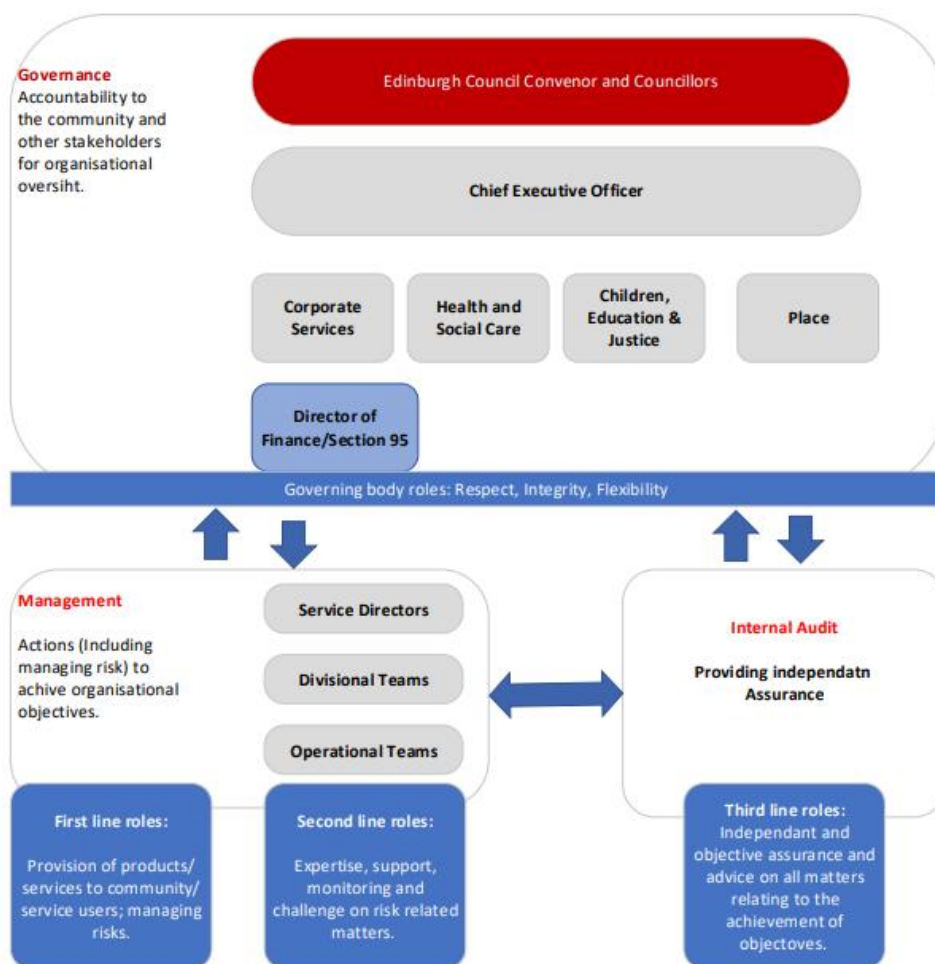 Governance
Accountability to
the community and
other stakeholders
for organisational
oversiht.
Edinburgh Council Convenor and Councillors
Chief Executive Officer
Corporate
Services
Health and
Social Care
Children,
Education &
Justice
Place
Director of
Finance/Section 95
Governing body roles: Respect, Integrity, Flexibility
Management
Actions (Including
managing risk) to
achive organisational
objectives.
Service Directors
Divisional Teams
Operational Teams
Internal Audit
Providing independatn
Assurance
First line roles:
Provision of products/
services to community/
service users; managing
risks.
Second line roles:
Expertise, support,
monitoring and
challenge on risk related
matters.
Third line roles:
Independant and
objective assurance and
advice on all matters
relating to the
achievement of
objectoves.